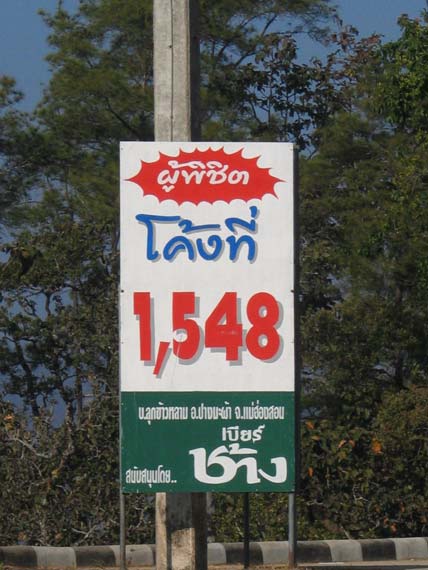 ผู้พิชิต
โค้งที่
1,548
บ.ลูกข้าวหลาม อ.ปางมะผ้า จ.แม่ฮ่องสอน
สนับสนุนโดย..
เบียร์
ช้าง